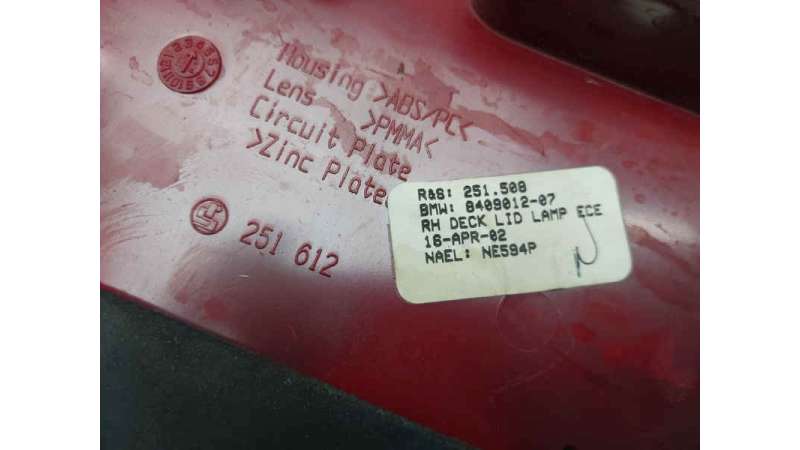 Housing >ABS/PC<
Lens >PMMA<
Circuit Plate
>Zinc Plated
251 612
R&S: 251.508
BMW: 8409012-07
RH DECK LID LAMP ECE
16-APR-02
NAEL: NE594P